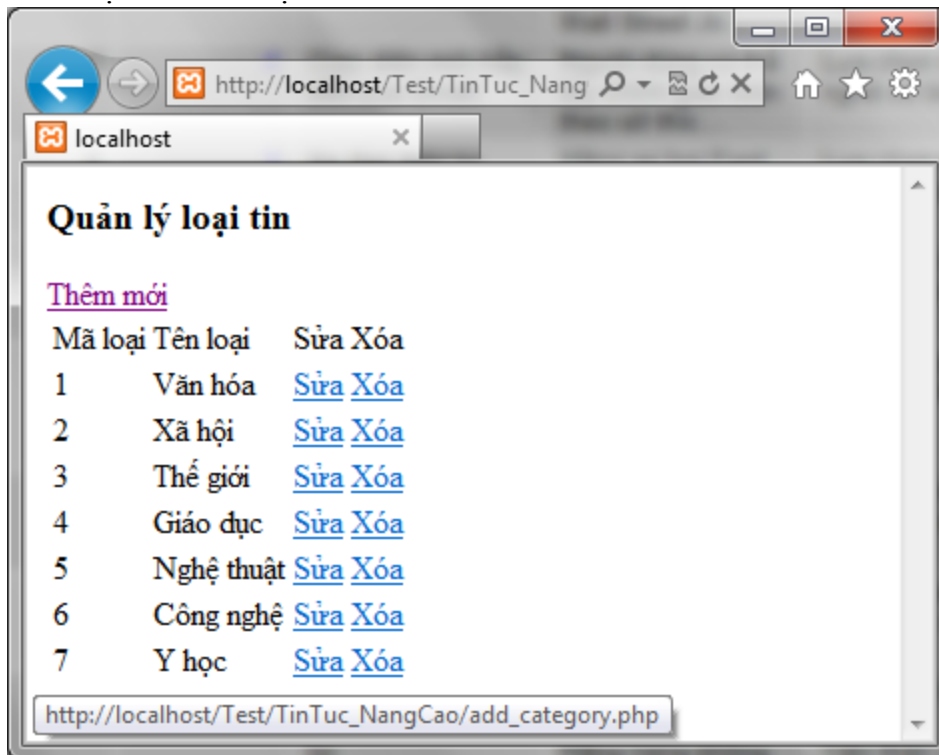 http://localhost/Test/TinTuc_Nang
localhost
Quản lý loại tin
Thêm mới
Mã loại Tên loại Sửa Xóa
1 Văn hóa Sửa Xóa
2 Xã hội Sửa Xóa
3 Thế giới Sửa Xóa
4 Giáo dục Sửa Xóa
5 Nghệ thuật Sửa Xóa
6 Công nghệ Sửa Xóa
7 Y học Sửa Xóa
http://localhost/Test/TinTuc_NangCao/add_category.php